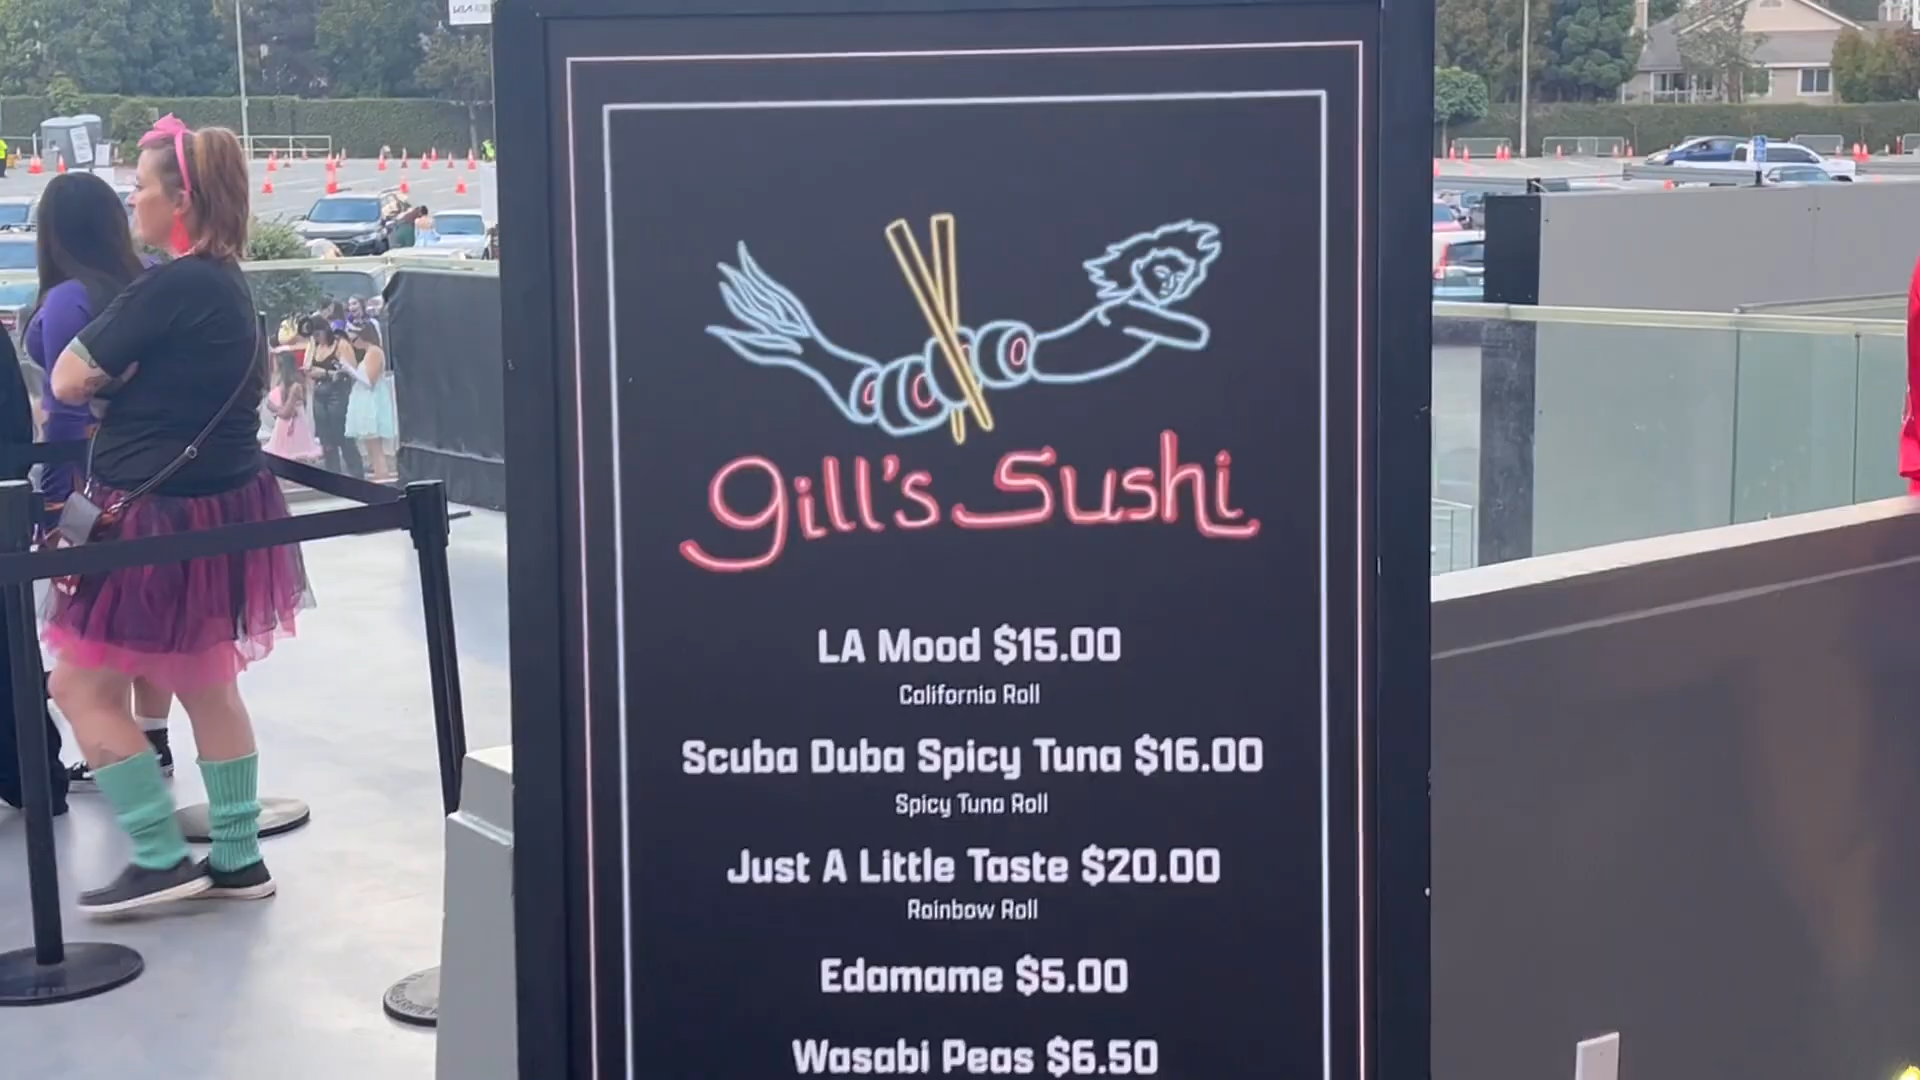 gill's Sushi
LA Mood $15.00
California Roll
Scuba Duba Spicy Tuna $16.00
Spicy Tuna Roll
Just A Little Taste $20.00
Rainbow Roll
Edamame $5.00
Wasabi Peas $6.50